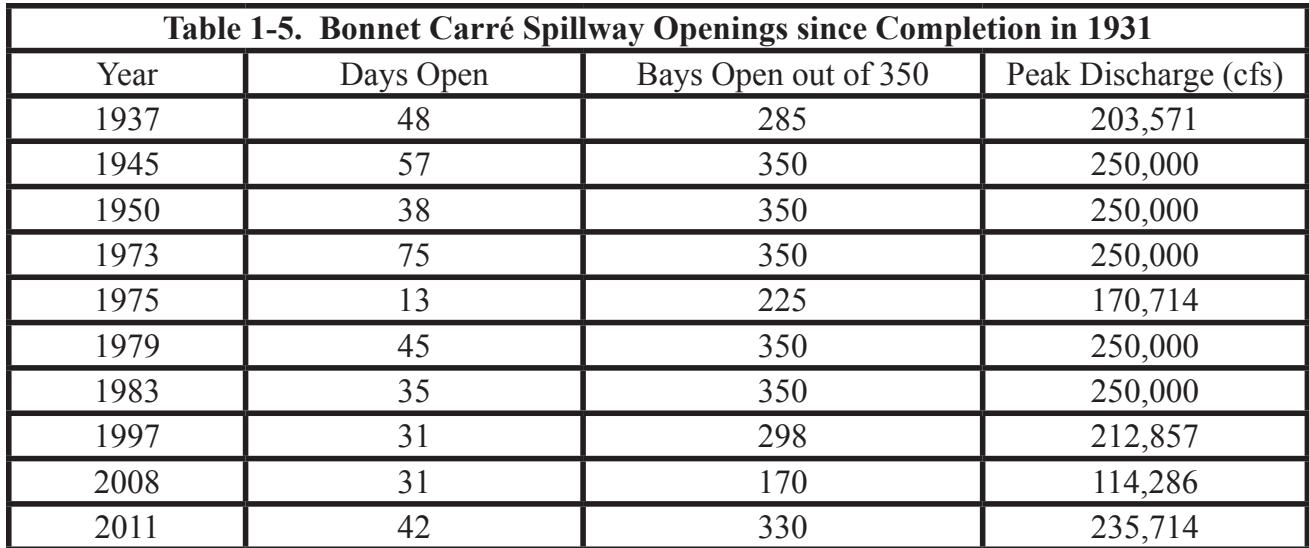 Table 1-5. Bonnet Carré Spillway Openings since Completion in 1931
Year Days Open Bays Open out of 350 Peak Discharge (cfs)
1937 48 285 203,571
1945 57 350 250,000
1950 38 350 250,000
1973 75 350 250,000
1975 13 225 170,714
1979 45 350 250,000
1983 35 350 250,000
1997 31 298 212,857
2008 31 170 114,286
2011 42 330 235,714